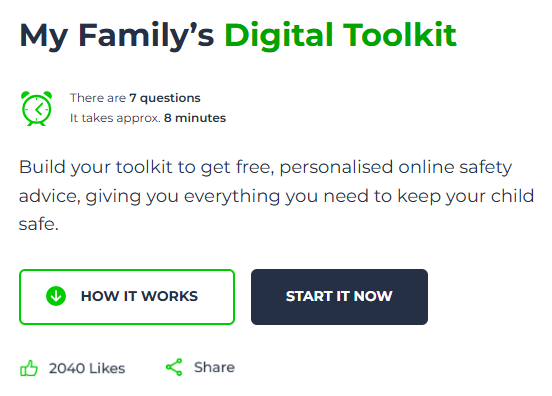 My Family’s Digital Toolkit
There are 7 questions
It takes approx. 8 minutes
Build your toolkit to get free, personalised online safety
advice, giving you everything you need to keep your child
safe.
HOW IT WORKS
START IT NOW
2040 Likes
Share